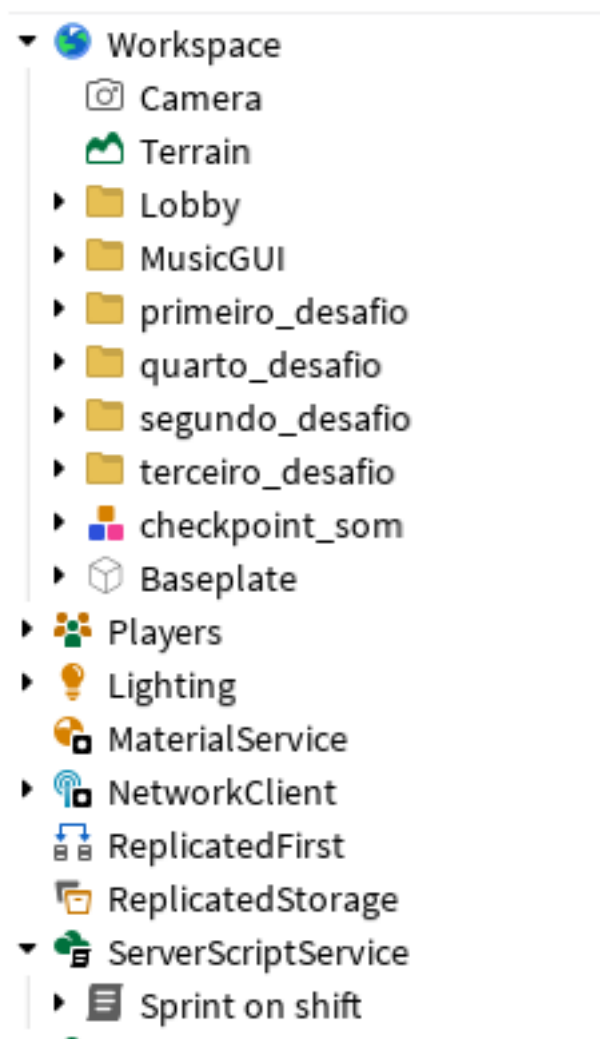 Workspace
Camera
Terrain
Lobby
MusicGUI
primeiro_desafio
quarto_desafio
segundo_desafio
terceiro_desafio
checkpoint_som
Baseplate
Players
Lighting
MaterialService
NetworkClient
ReplicatedFirst
ReplicatedStorage
ServerScriptService
Sprint on shift